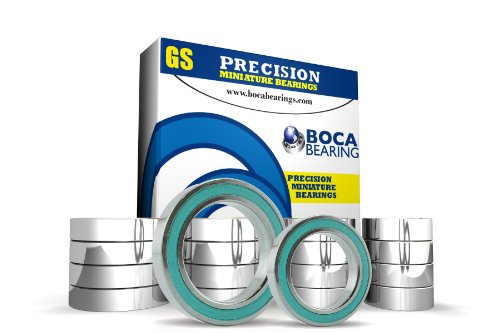 GS
PRECISION
MINIATURE BEARINGS
www.bocabearings.com
BOCA
BEARING
PRECISION
MINIATURE
BEARINGS